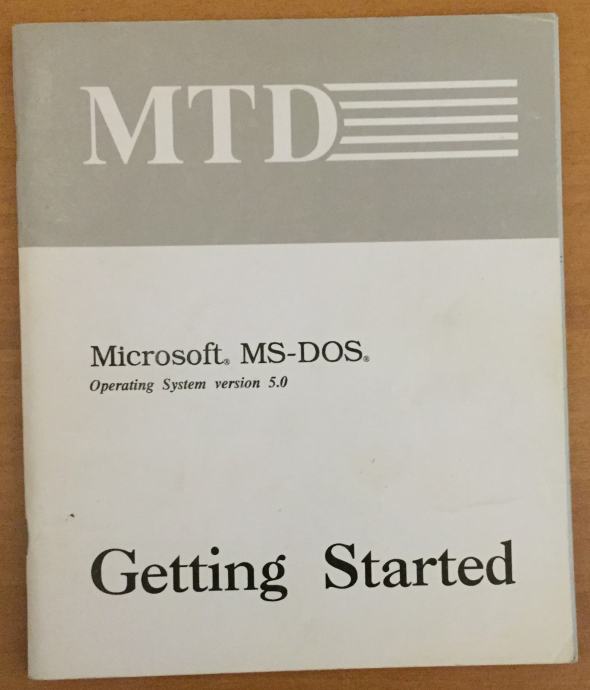 MTD
Microsoft® MS-DOS®
Operating System version 5.0
Getting Started